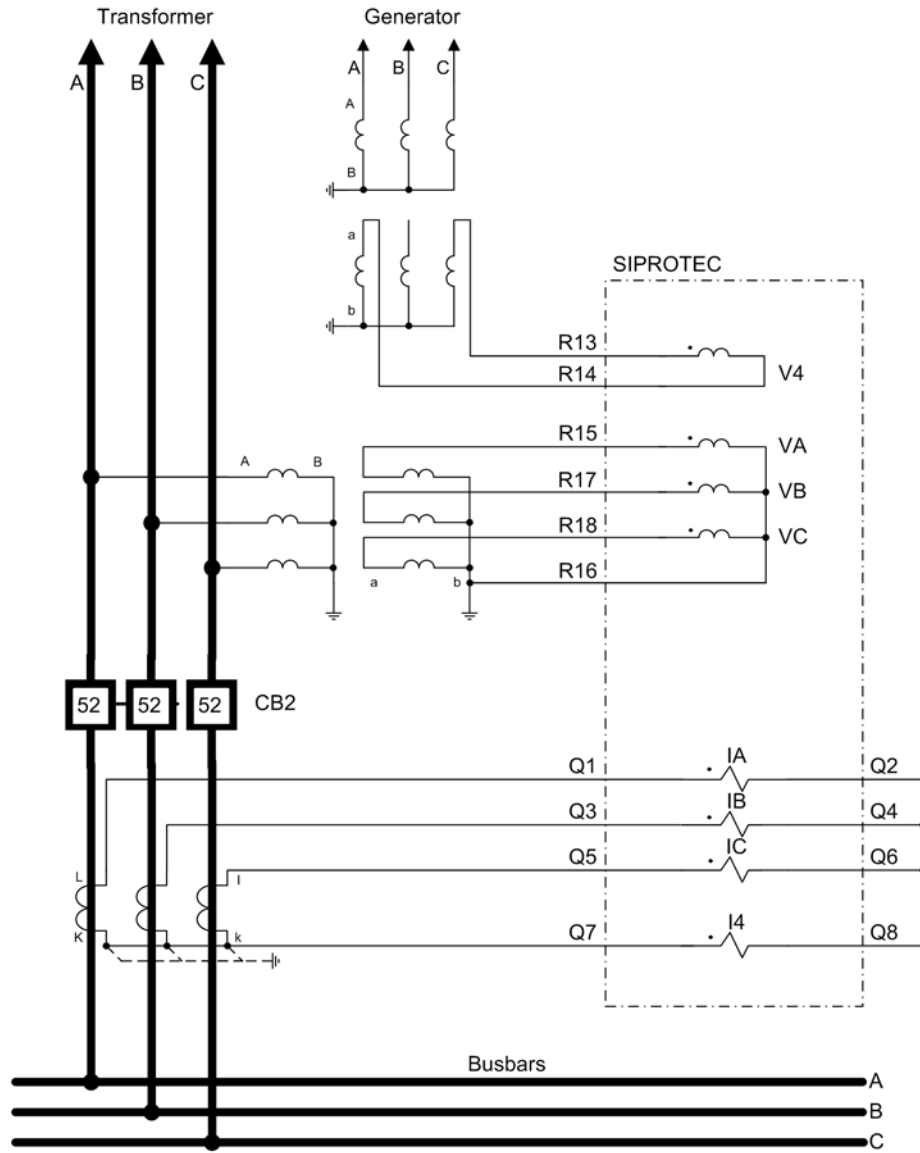 Transformer Generator
A B C A B C
A
B
a
SIPROTEC
b
R13
R14 V4
R15 VA
A B
R17 VB
R18 VC
R16
a b
52 52 52 CB2
Q1 IA Q2
Q3 IB Q4
Q5 IC Q6
L l
K k
Q7 I4 Q8
Busbars
A
B
C